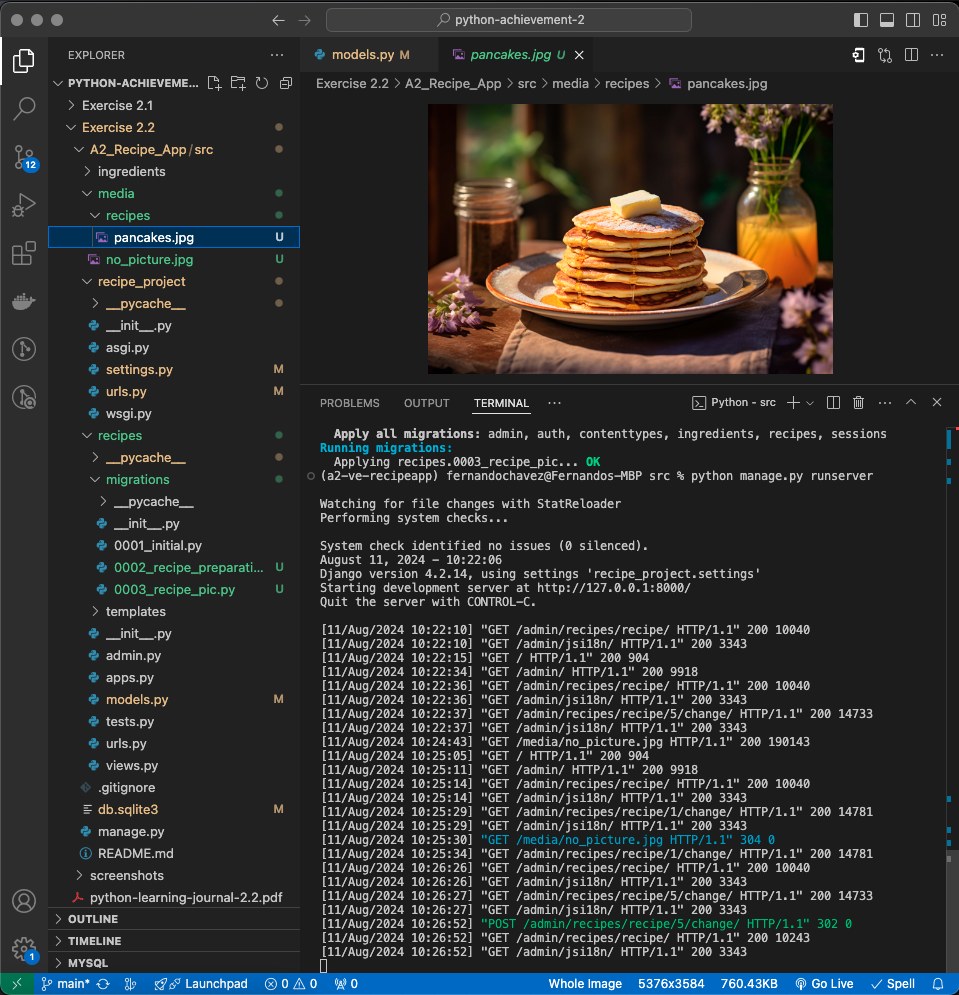 python-achievement-2
EXPLORER
PYTHON-ACHIEVEME...
Exercise 2.1
Exercise 2.2
A2_Recipe_App/src
ingredients
media
recipes
pancakes.jpg U
no_picture.jpg U
recipe_project
__pycache__
__init__.py
asgi.py
settings.py M
urls.py M
wsgi.py
recipes
__pycache__
migrations
__pycache__
__init__.py
0001_initial.py
0002_recipe_preparati... U
0003_recipe_pic.py U
templates
__init__.py
admin.py
apps.py
models.py M
tests.py
urls.py
views.py
.gitignore
db.sqlite3 M
manage.py
README.md
screenshots
python-learning-journal-2.2.pdf
OUTLINE
TIMELINE
MYSQL
12
1
models.py M
pancakes.jpg U
Exercise 2.2 > A2_Recipe_App > src > media > recipes > pancakes.jpg
PROBLEMS OUTPUT TERMINAL Python - src
Apply all migrations: admin, auth, contenttypes, ingredients, recipes, sessions
Running migrations:
Applying recipes.0003_recipe_pic... OK
(a2-ve-recipeapp) fernandochavez@Fernandos-MBP src % python manage.py runserver
Watching for file changes with StatReloader
Performing system checks...
System check identified no issues (0 silenced).
August 11, 2024 - 10:22:06
Django version 4.2.14, using settings 'recipe_project.settings'
Starting development server at http://127.0.0.1:8000/
Quit the server with CONTROL-C.
[11/Aug/2024 10:22:10] "GET /admin/recipes/recipe/ HTTP/1.1" 200 10040
[11/Aug/2024 10:22:10] "GET /admin/jsi18n/ HTTP/1.1" 200 3343
[11/Aug/2024 10:22:15] "GET / HTTP/1.1" 200 904
[11/Aug/2024 10:22:34] "GET /admin/ HTTP/1.1" 200 9918
[11/Aug/2024 10:22:36] "GET /admin/recipes/recipe/ HTTP/1.1" 200 10040
[11/Aug/2024 10:22:36] "GET /admin/jsi18n/ HTTP/1.1" 200 3343
[11/Aug/2024 10:22:37] "GET /admin/recipes/recipe/5/change/ HTTP/1.1" 200 14733
[11/Aug/2024 10:22:37] "GET /admin/jsi18n/ HTTP/1.1" 200 3343
[11/Aug/2024 10:24:43] "GET /media/no_picture.jpg HTTP/1.1" 200 190143
[11/Aug/2024 10:25:05] "GET / HTTP/1.1" 200 904
[11/Aug/2024 10:25:11] "GET /admin/ HTTP/1.1" 200 9918
[11/Aug/2024 10:25:14] "GET /admin/recipes/recipe/ HTTP/1.1" 200 10040
[11/Aug/2024 10:25:14] "GET /admin/jsi18n/ HTTP/1.1" 200 3343
[11/Aug/2024 10:25:29] "GET /admin/recipes/recipe/1/change/ HTTP/1.1" 200 14781
[11/Aug/2024 10:25:29] "GET /admin/jsi18n/ HTTP/1.1" 200 3343
[11/Aug/2024 10:25:30] "GET /media/no_picture.jpg HTTP/1.1" 304 0
[11/Aug/2024 10:25:34] "GET /admin/recipes/recipe/1/change/ HTTP/1.1" 200 14781
[11/Aug/2024 10:26:26] "GET /admin/recipes/recipe/ HTTP/1.1" 200 10040
[11/Aug/2024 10:26:26] "GET /admin/jsi18n/ HTTP/1.1" 200 3343
[11/Aug/2024 10:26:27] "GET /admin/recipes/recipe/5/change/ HTTP/1.1" 200 14733
[11/Aug/2024 10:26:27] "GET /admin/jsi18n/ HTTP/1.1" 200 3343
[11/Aug/2024 10:26:52] "POST /admin/recipes/recipe/5/change/ HTTP/1.1" 302 0
[11/Aug/2024 10:26:52] "GET /admin/recipes/recipe/ HTTP/1.1" 200 10243
[11/Aug/2024 10:26:52] "GET /admin/jsi18n/ HTTP/1.1" 200 3343
main* Launchpad 0 0 0 Whole Image 5376x3584 760.43KB Go Live Spell